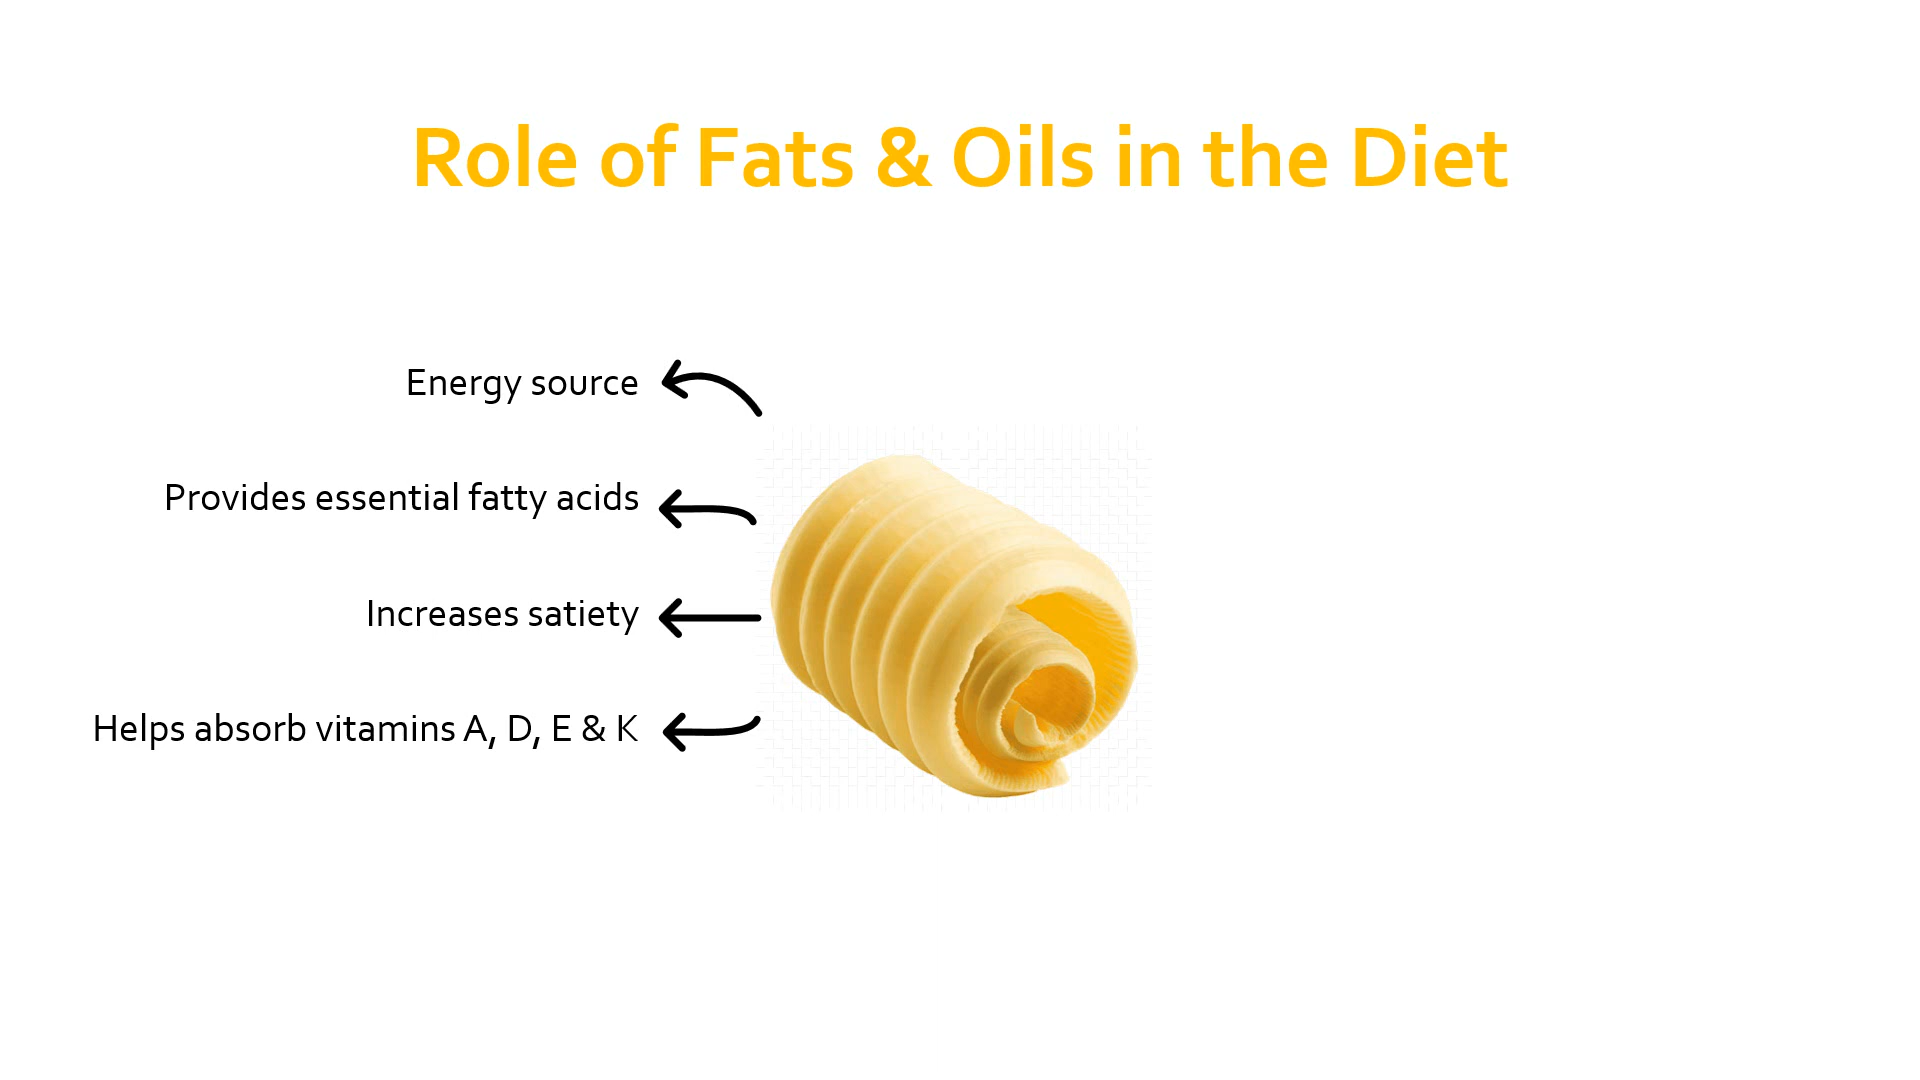 Role of Fats & Oils in the Diet
Energy source
Provides essential fatty acids
Increases satiety
Helps absorb vitamins A, D, E & K